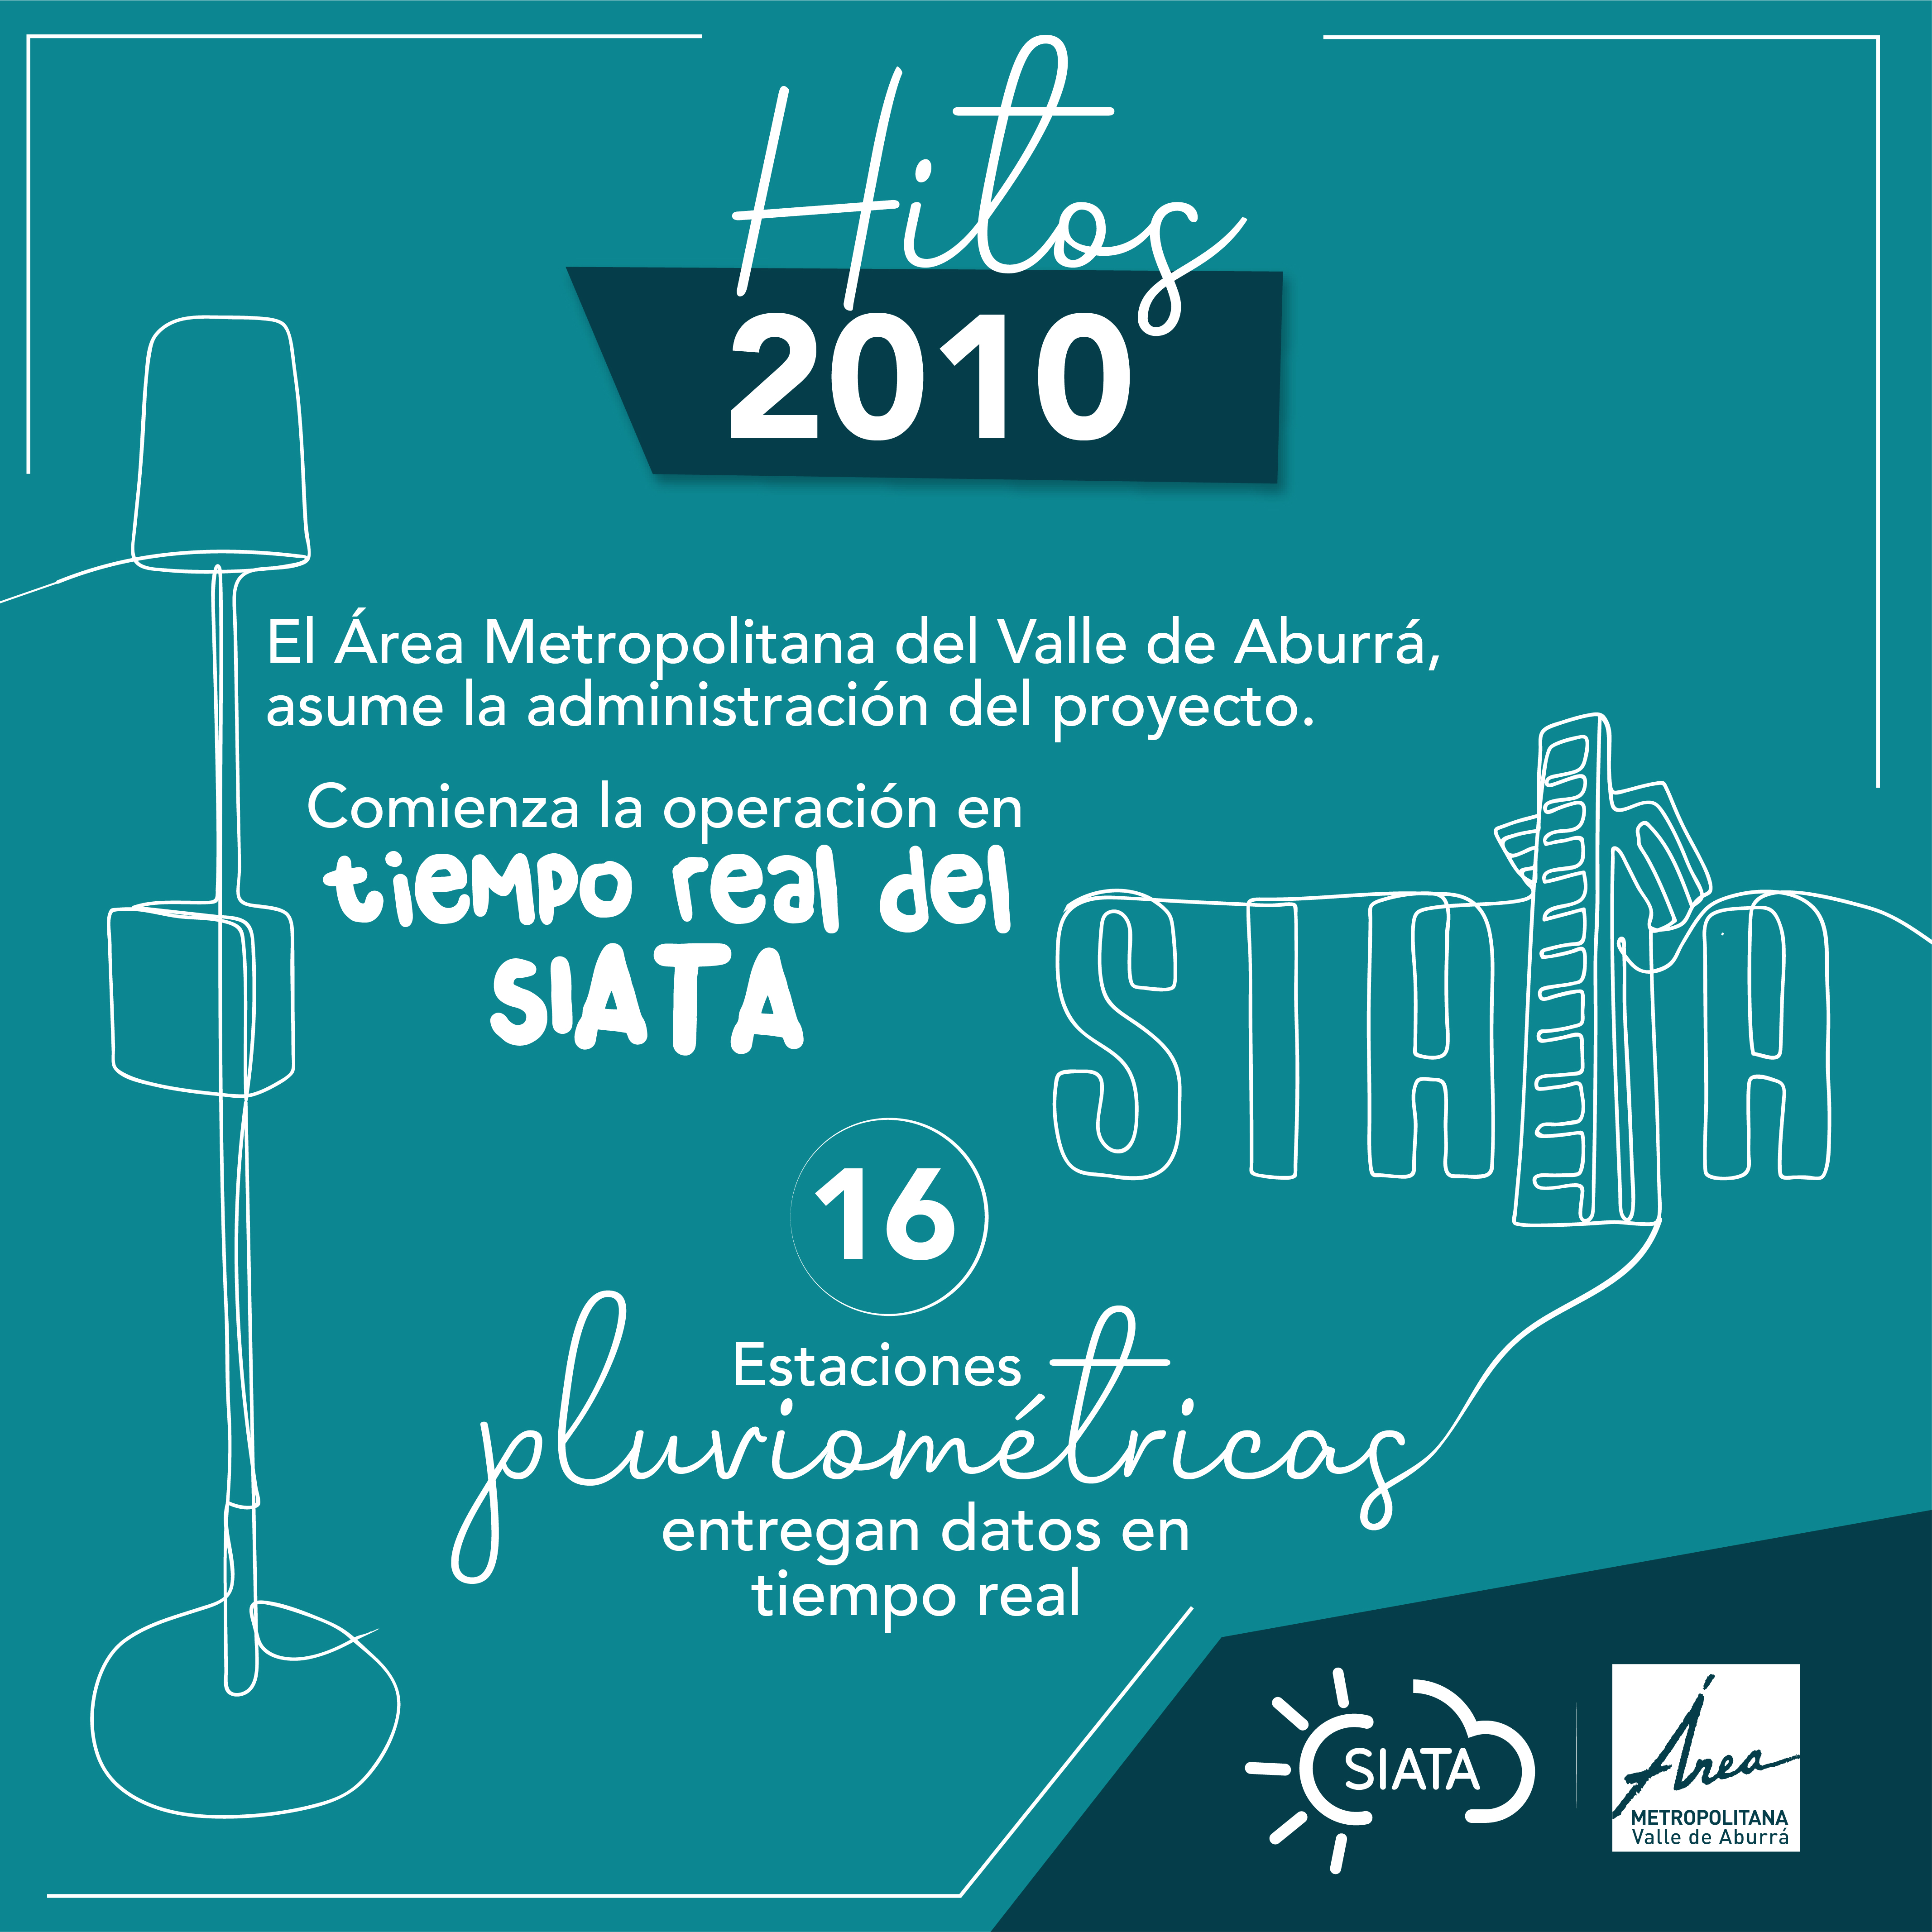 Hitos
2010
El Área Metropolitana del Valle de Aburrá,
asume la administración del proyecto.
Comienza la operación en
tiempo real del
SIATA
SIATA
16
Estaciones
pluviométricas
entregan datos en
tiempo real
SIATA
Área
METROPOLITANA
Valle de Aburrá